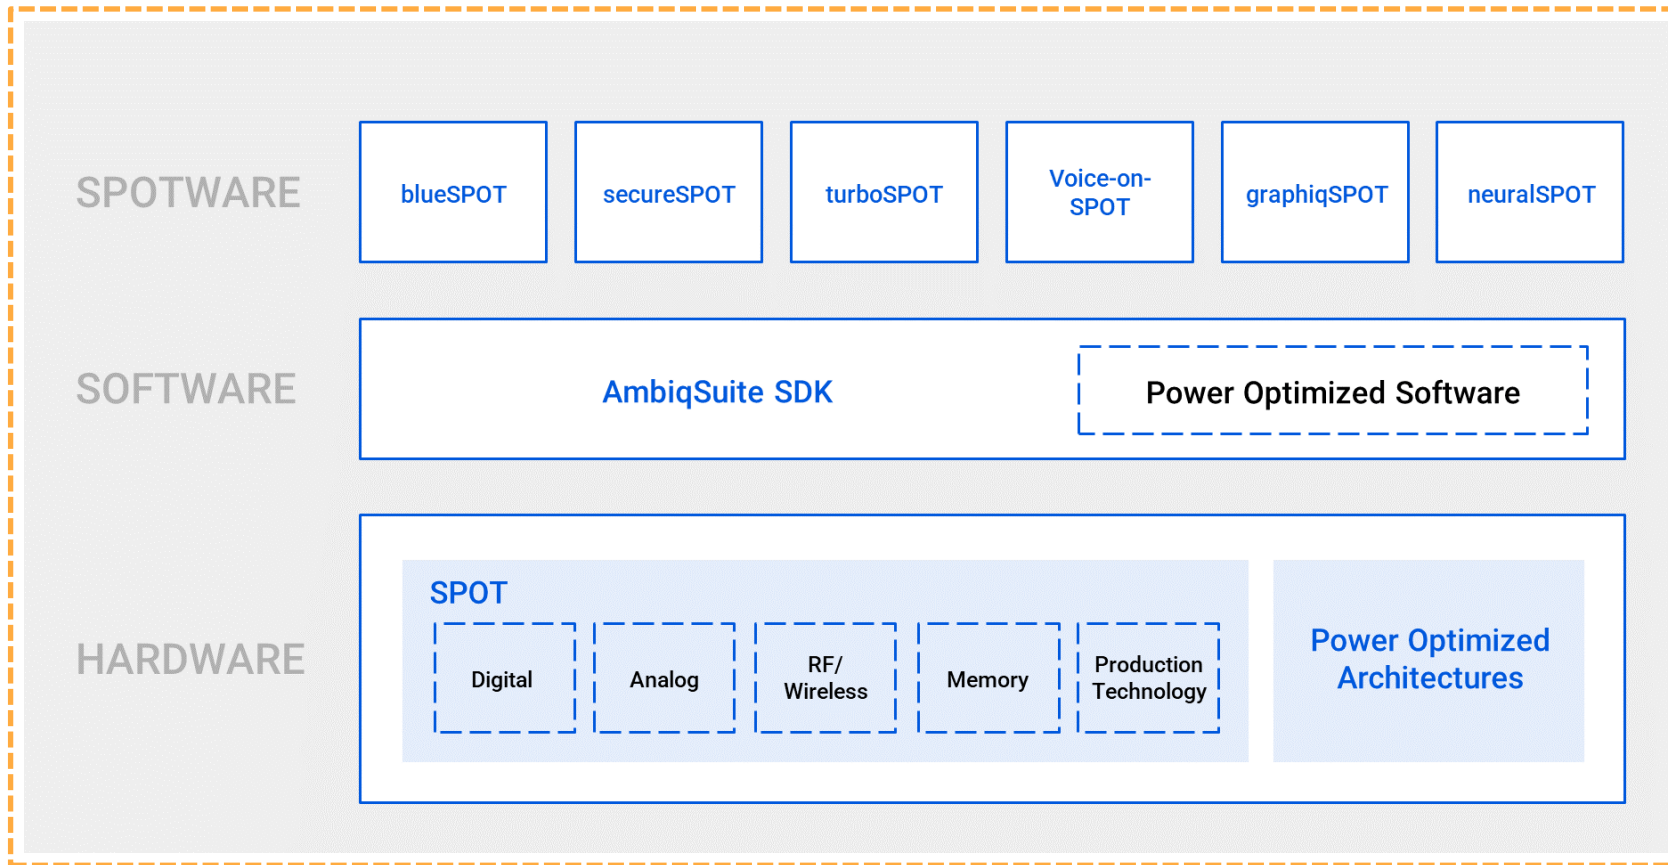 SPOTWARE
blueSPOT
secureSPOT
turboSPOT
Voice-on-
SPOT
graphiqSPOT
neuralSPOT
SOFTWARE
AmbiqSuite SDK
Power Optimized Software
HARDWARE
SPOT
Digital
Analog
RF/
Wireless
Memory
Production
Technology
Power Optimized
Architectures